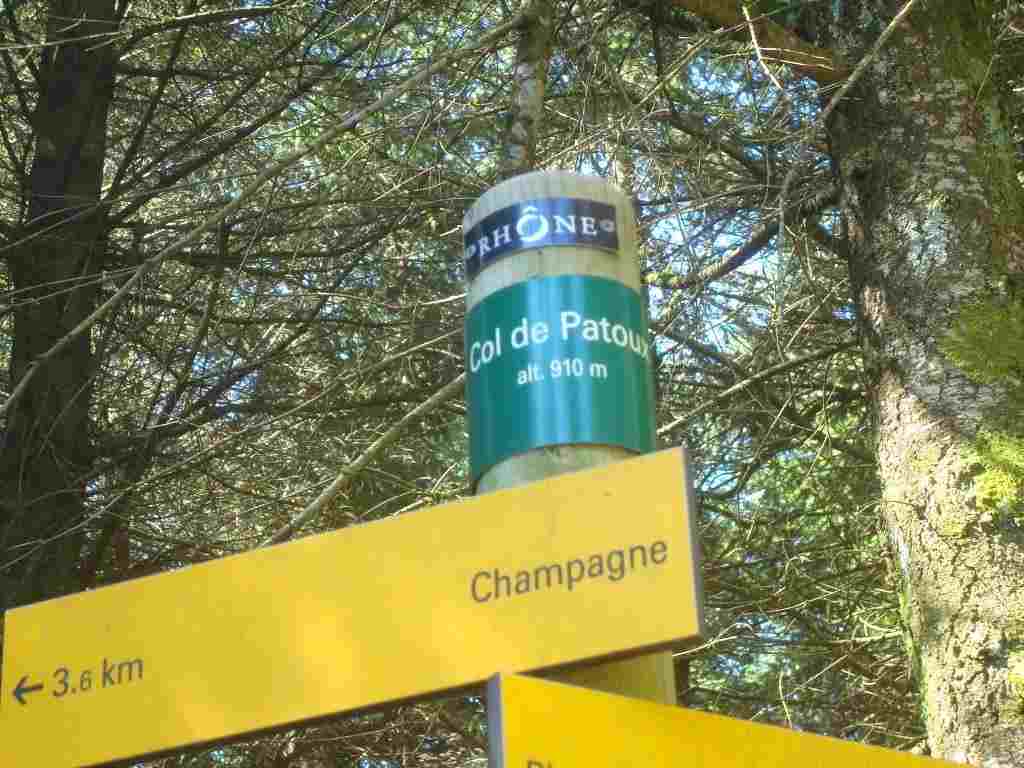 RHÔNE
Col de Patoux
alt. 910 m
Champagne
← 3.6 km